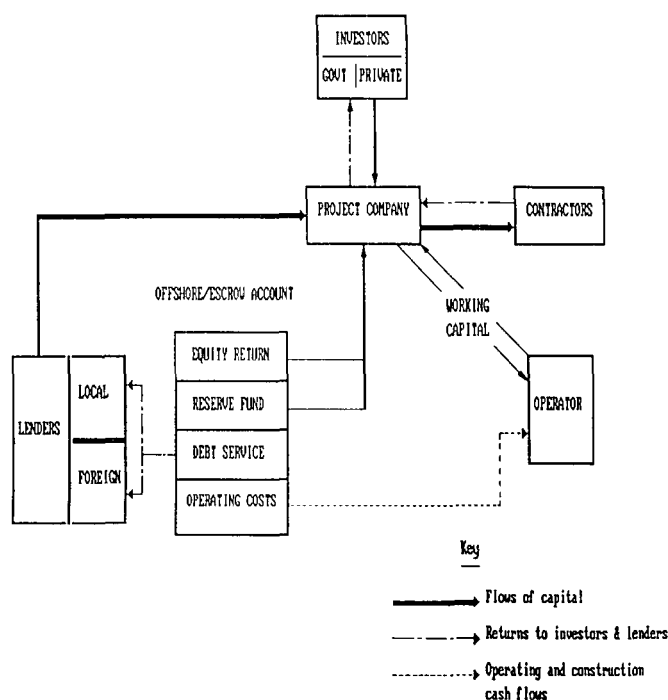 INVESTORS
GOVT PRIVATE
PROJECT COMPANY
CONTRACTORS
OFFSHORE/ESCROW ACCOUNT
WORKING
CAPITAL
EQUITY RETURN
LENDERS
LOCAL
RESERVE FUND
OPERATOR
DEBT SERVICE
FOREIGN
OPERATING COSTS
Key
Flows of capital
Returns to investors & lenders
Operating and construction
cash flows